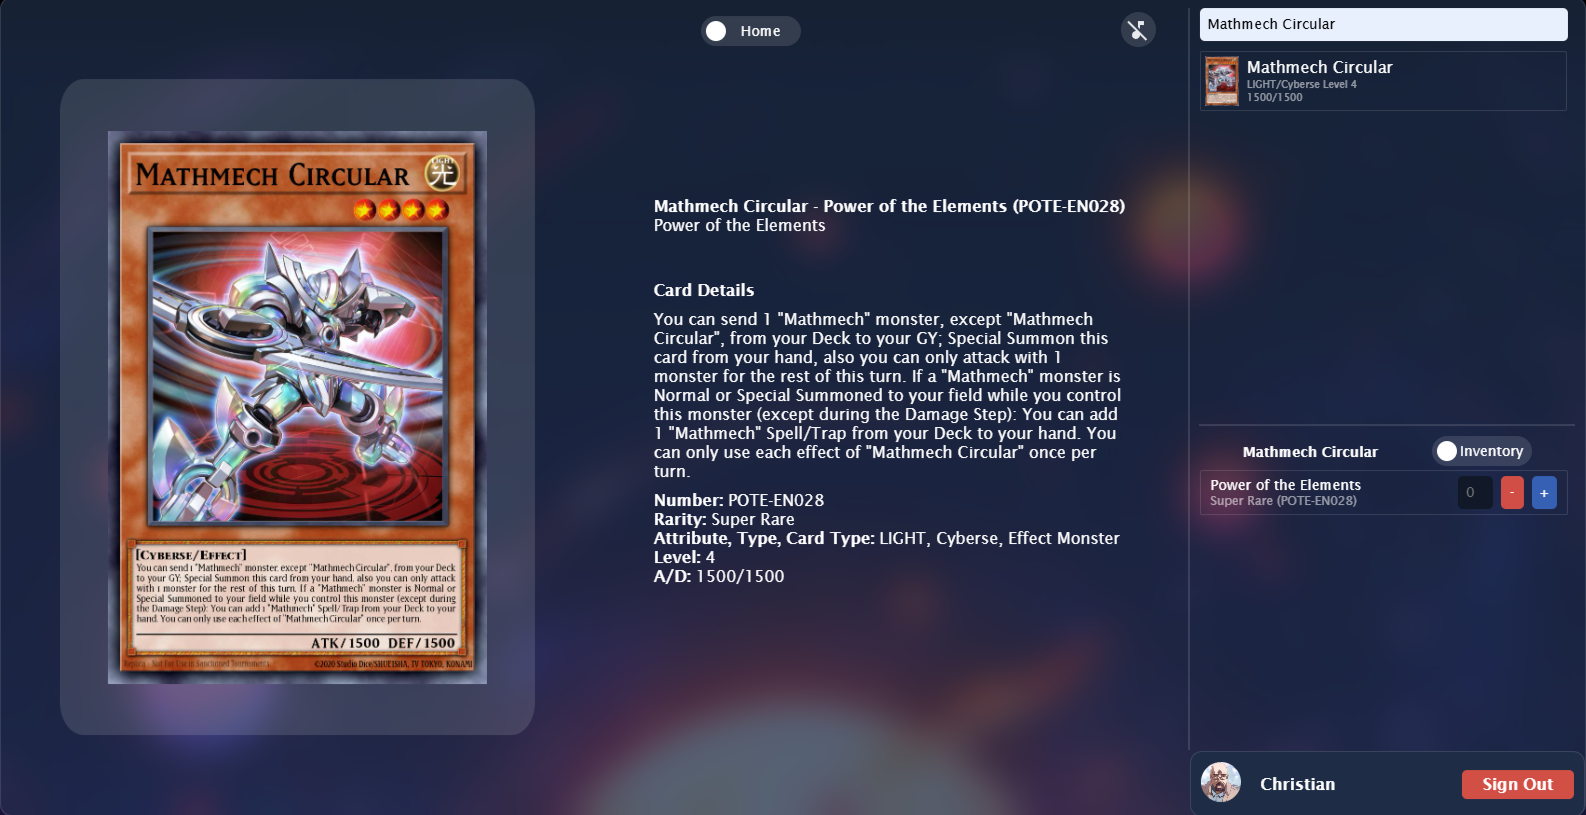 Home
Mathmech Circular
Mathmech Circular
LIGHT/Cyberse Level 4
1500/1500
MATHMECH CIRCULAR
LIGHT
光
[CYBERSE/EFFECT]
You can send 1 "Mathmech" monster, except "Mathmech Circular", from your Deck
to your GY; Special Summon this card from your hand, also you can only attack
with 1 monster for the rest of this turn. If a "Mathmech" monster is Normal or
Special Summoned to your field while you control this monster (except during
the Damage Step): You can add 1 "Mathmech" Spell/Trap from your Deck to your
hand. You can only use each effect of "Mathmech Circular" once per turn.
ATK/1500 DEF/1500
Replica - Not For Use in Sanctioned Tournaments
©2020 Studio Dice/SHUEISHA, TV TOKYO, KONAMI
Mathmech Circular - Power of the Elements (POTE-EN028)
Power of the Elements
Card Details
You can send 1 "Mathmech" monster, except "Mathmech
Circular", from your Deck to your GY; Special Summon this
card from your hand, also you can only attack with 1
monster for the rest of this turn. If a "Mathmech" monster is
Normal or Special Summoned to your field while you control
this monster (except during the Damage Step): You can add
1 "Mathmech" Spell/Trap from your Deck to your hand. You
can only use each effect of "Mathmech Circular" once per
turn.
Number: POTE-EN028
Rarity: Super Rare
Attribute, Type, Card Type: LIGHT, Cyberse, Effect Monster
Level: 4
A/D: 1500/1500
Mathmech Circular
Inventory
Power of the Elements
Super Rare (POTE-EN028)
0
-
+
Christian
Sign Out